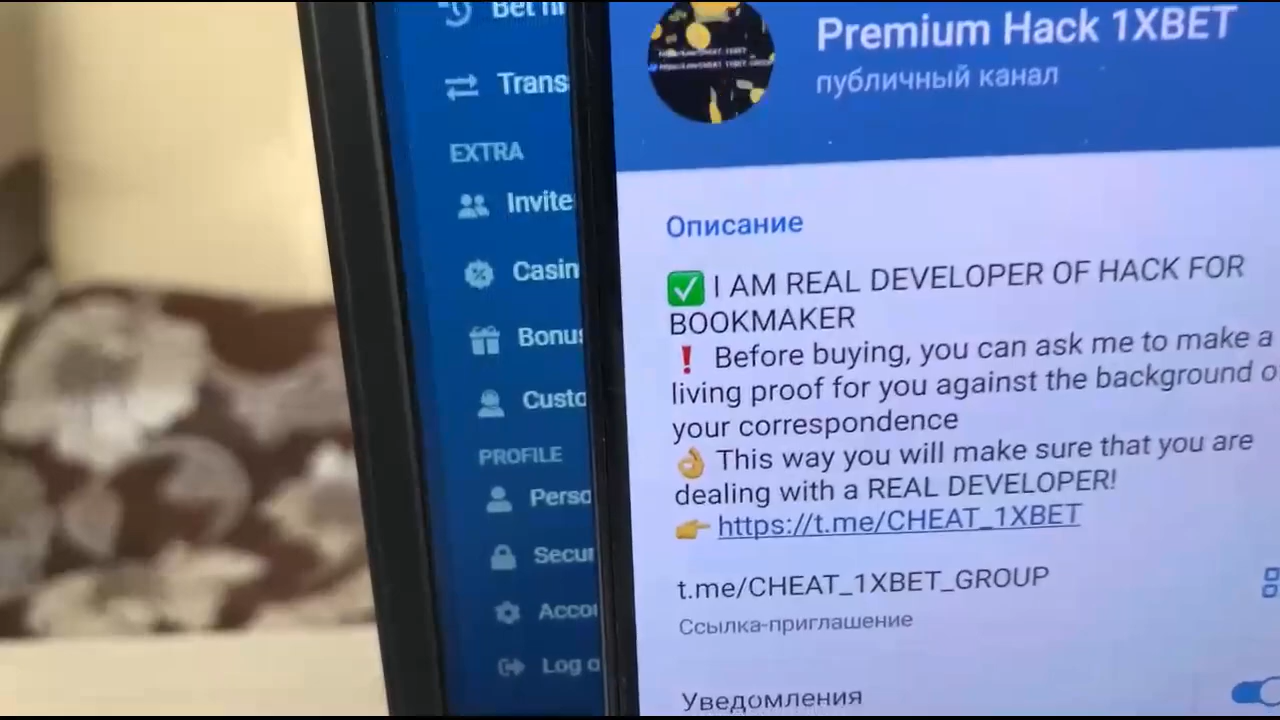 Bet hi
Trans
EXTRA
Invite
Casin
Bonus
Custo
PROFILE
Perso
Secur
Accou
Log o
Premium Hack 1XBET
публичный канал
Описание
✅ I AM REAL DEVELOPER OF HACK FOR
BOOKMAKER
❗ Before buying, you can ask me to make a
living proof for you against the background o
your correspondence
👌 This way you will make sure that you are
dealing with a REAL DEVELOPER!
👉 https://t.me/CHEAT_1XBET
t.me/CHEAT_1XBET_GROUP
Ссылка-приглашение
Уведомления